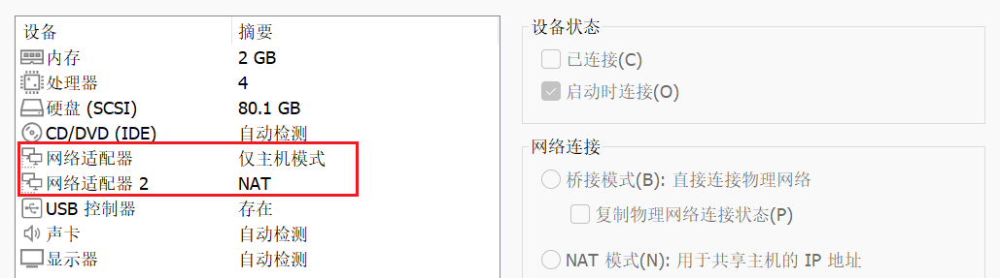 设备 摘要
内存 2 GB
处理器 4
硬盘 (SCSI) 80.1 GB
CD/DVD (IDE) 自动检测
网络适配器 仅主机模式
网络适配器 2 NAT
USB 控制器 存在
声卡 自动检测
显示器 自动检测
设备状态
已连接(C)
启动时连接(O)
网络连接
桥接模式(B): 直接连接物理网络
复制物理网络连接状态(P)
NAT 模式(N): 用于共享主机的 IP 地址